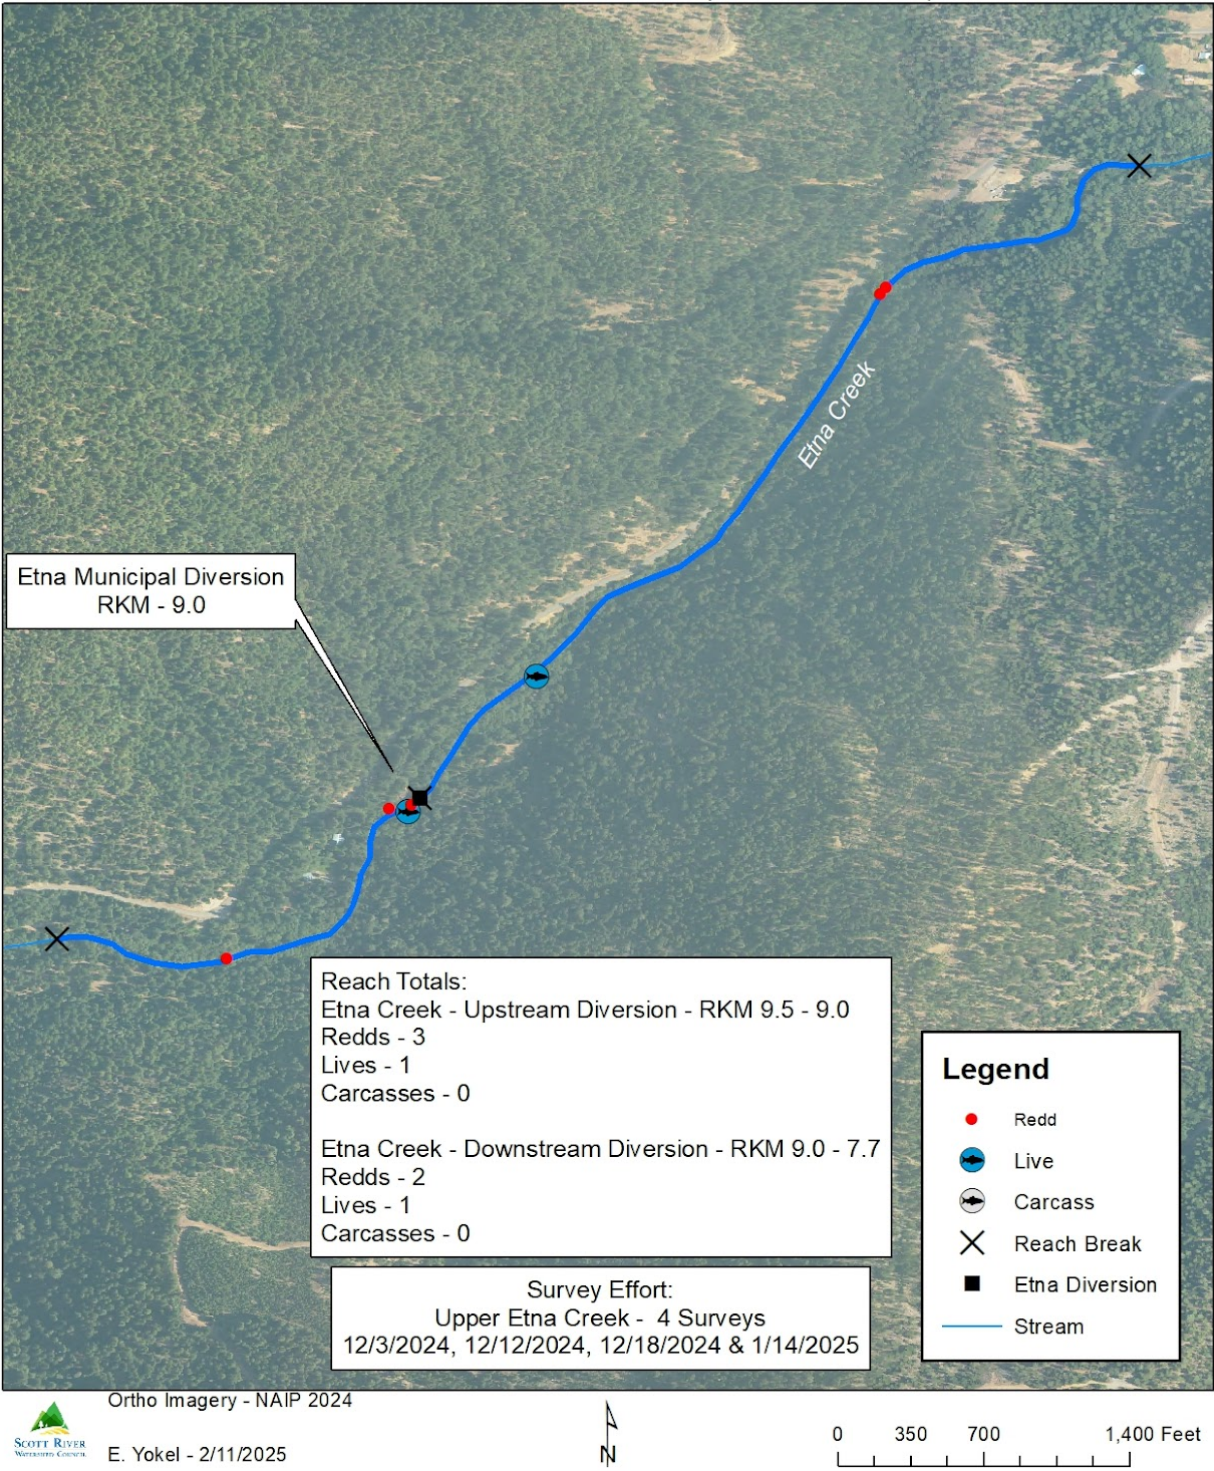 Etna Creek
Etna Municipal Diversion
RKM - 9.0
Reach Totals:
Etna Creek - Upstream Diversion - RKM 9.5 - 9.0
Redds - 3
Lives - 1
Carcasses - 0
Etna Creek - Downstream Diversion - RKM 9.0 - 7.7
Redds - 2
Lives - 1
Carcasses - 0
Survey Effort:
Upper Etna Creek - 4 Surveys
12/3/2024, 12/12/2024, 12/18/2024 & 1/14/2025
Legend
Redd
Live
Carcass
Reach Break
Etna Diversion
Stream
SCOTT RIVER
WATERSHED COUNCIL
Ortho Imagery - NAIP 2024
E. Yokel - 2/11/2025
N
0 350 700 1,400 Feet